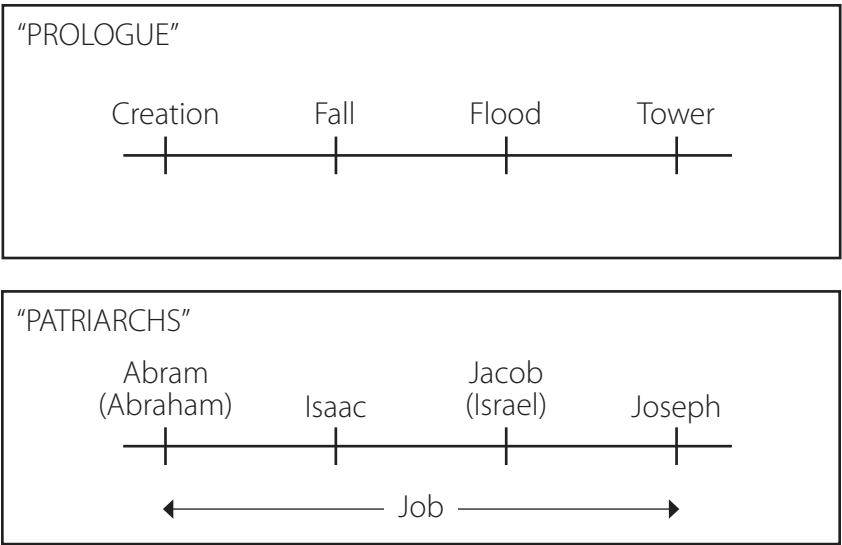 “PROLOGUE”
Creation Fall Flood Tower
“PATRIARCHS”
Abram
(Abraham)
Isaac
Jacob
(Israel)
Joseph
Job